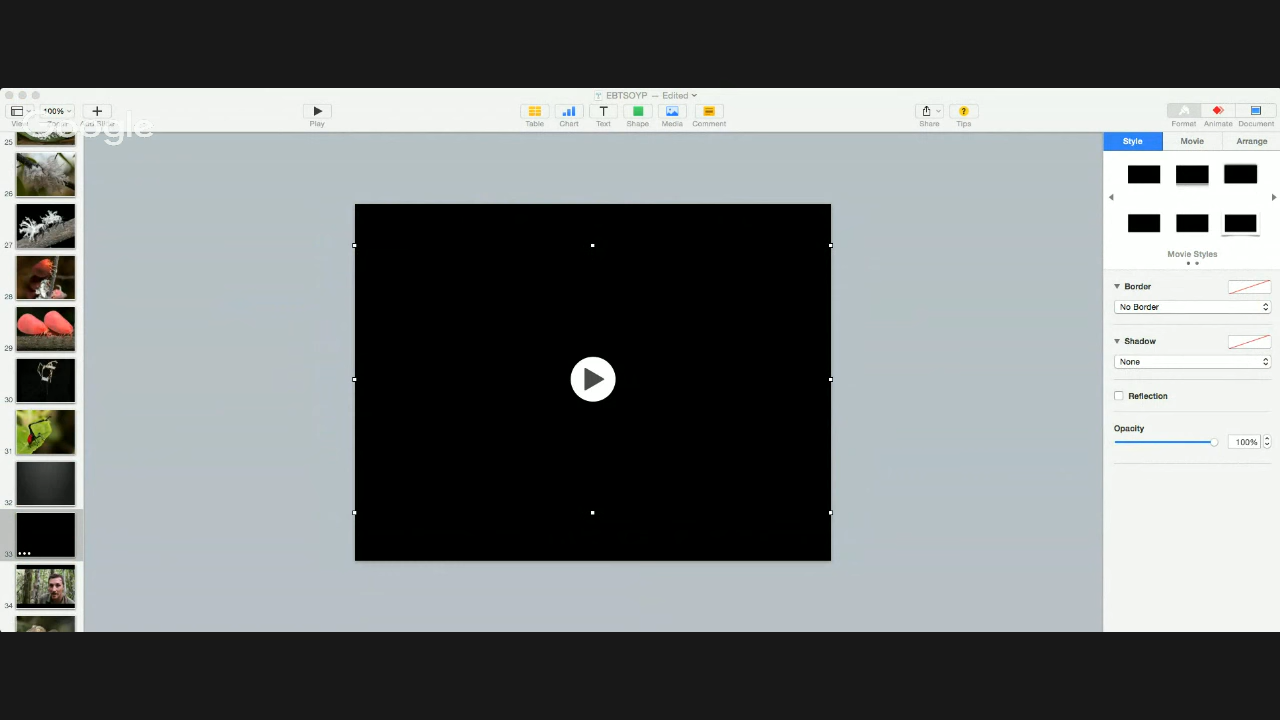 EBTSOYP — Edited
100%
Google
Play
Table
Chart
Text
Shape
Media
Comment
Share
Tips
Format
Animate
Document
25
26
27
28
29
30
31
32
33
34
Style
Movie
Arrange
Movie Styles
Border
No Border
Shadow
None
Reflection
Opacity
100%